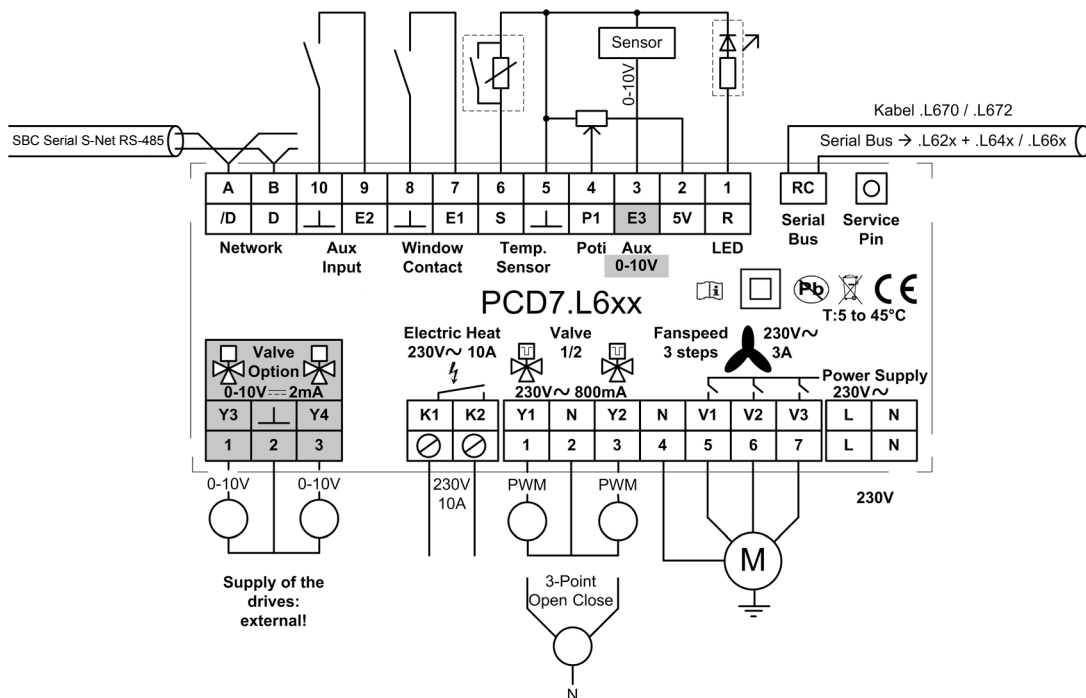 Sensor
0-10V
Kabel .L670 / .L672
SBC Serial S-Net RS-485
Serial Bus → .L62x + .L64x / .L66x
A B 10 9 8 7 6 5 4 3 2 1 RC
/D D ⊥ E2 ⊥ E1 S ⊥ P1 E3 5V R
Network
Aux
Input
Window
Contact
Temp.
Sensor
Poti
Aux
0-10V
LED
Serial
Bus
Service
Pin
PCD7.L6xx
Pb
CE
T:5 to 45°C
Valve
Option
0-10V⎓2mA
Electric Heat
230V~ 10A
Valve
1/2
230V~ 800mA
Fanspeed
3 steps
230V~
3A
Power Supply
230V~
Y3 ⊥ Y4
1 2 3
K1 K2
Y1 N Y2 N V1 V2 V3 L N
1 2 3 4 5 6 7 L N
0-10V
0-10V
230V
10A
PWM
PWM
230V
M
Supply of the
drives:
external!
3-Point
Open Close
N